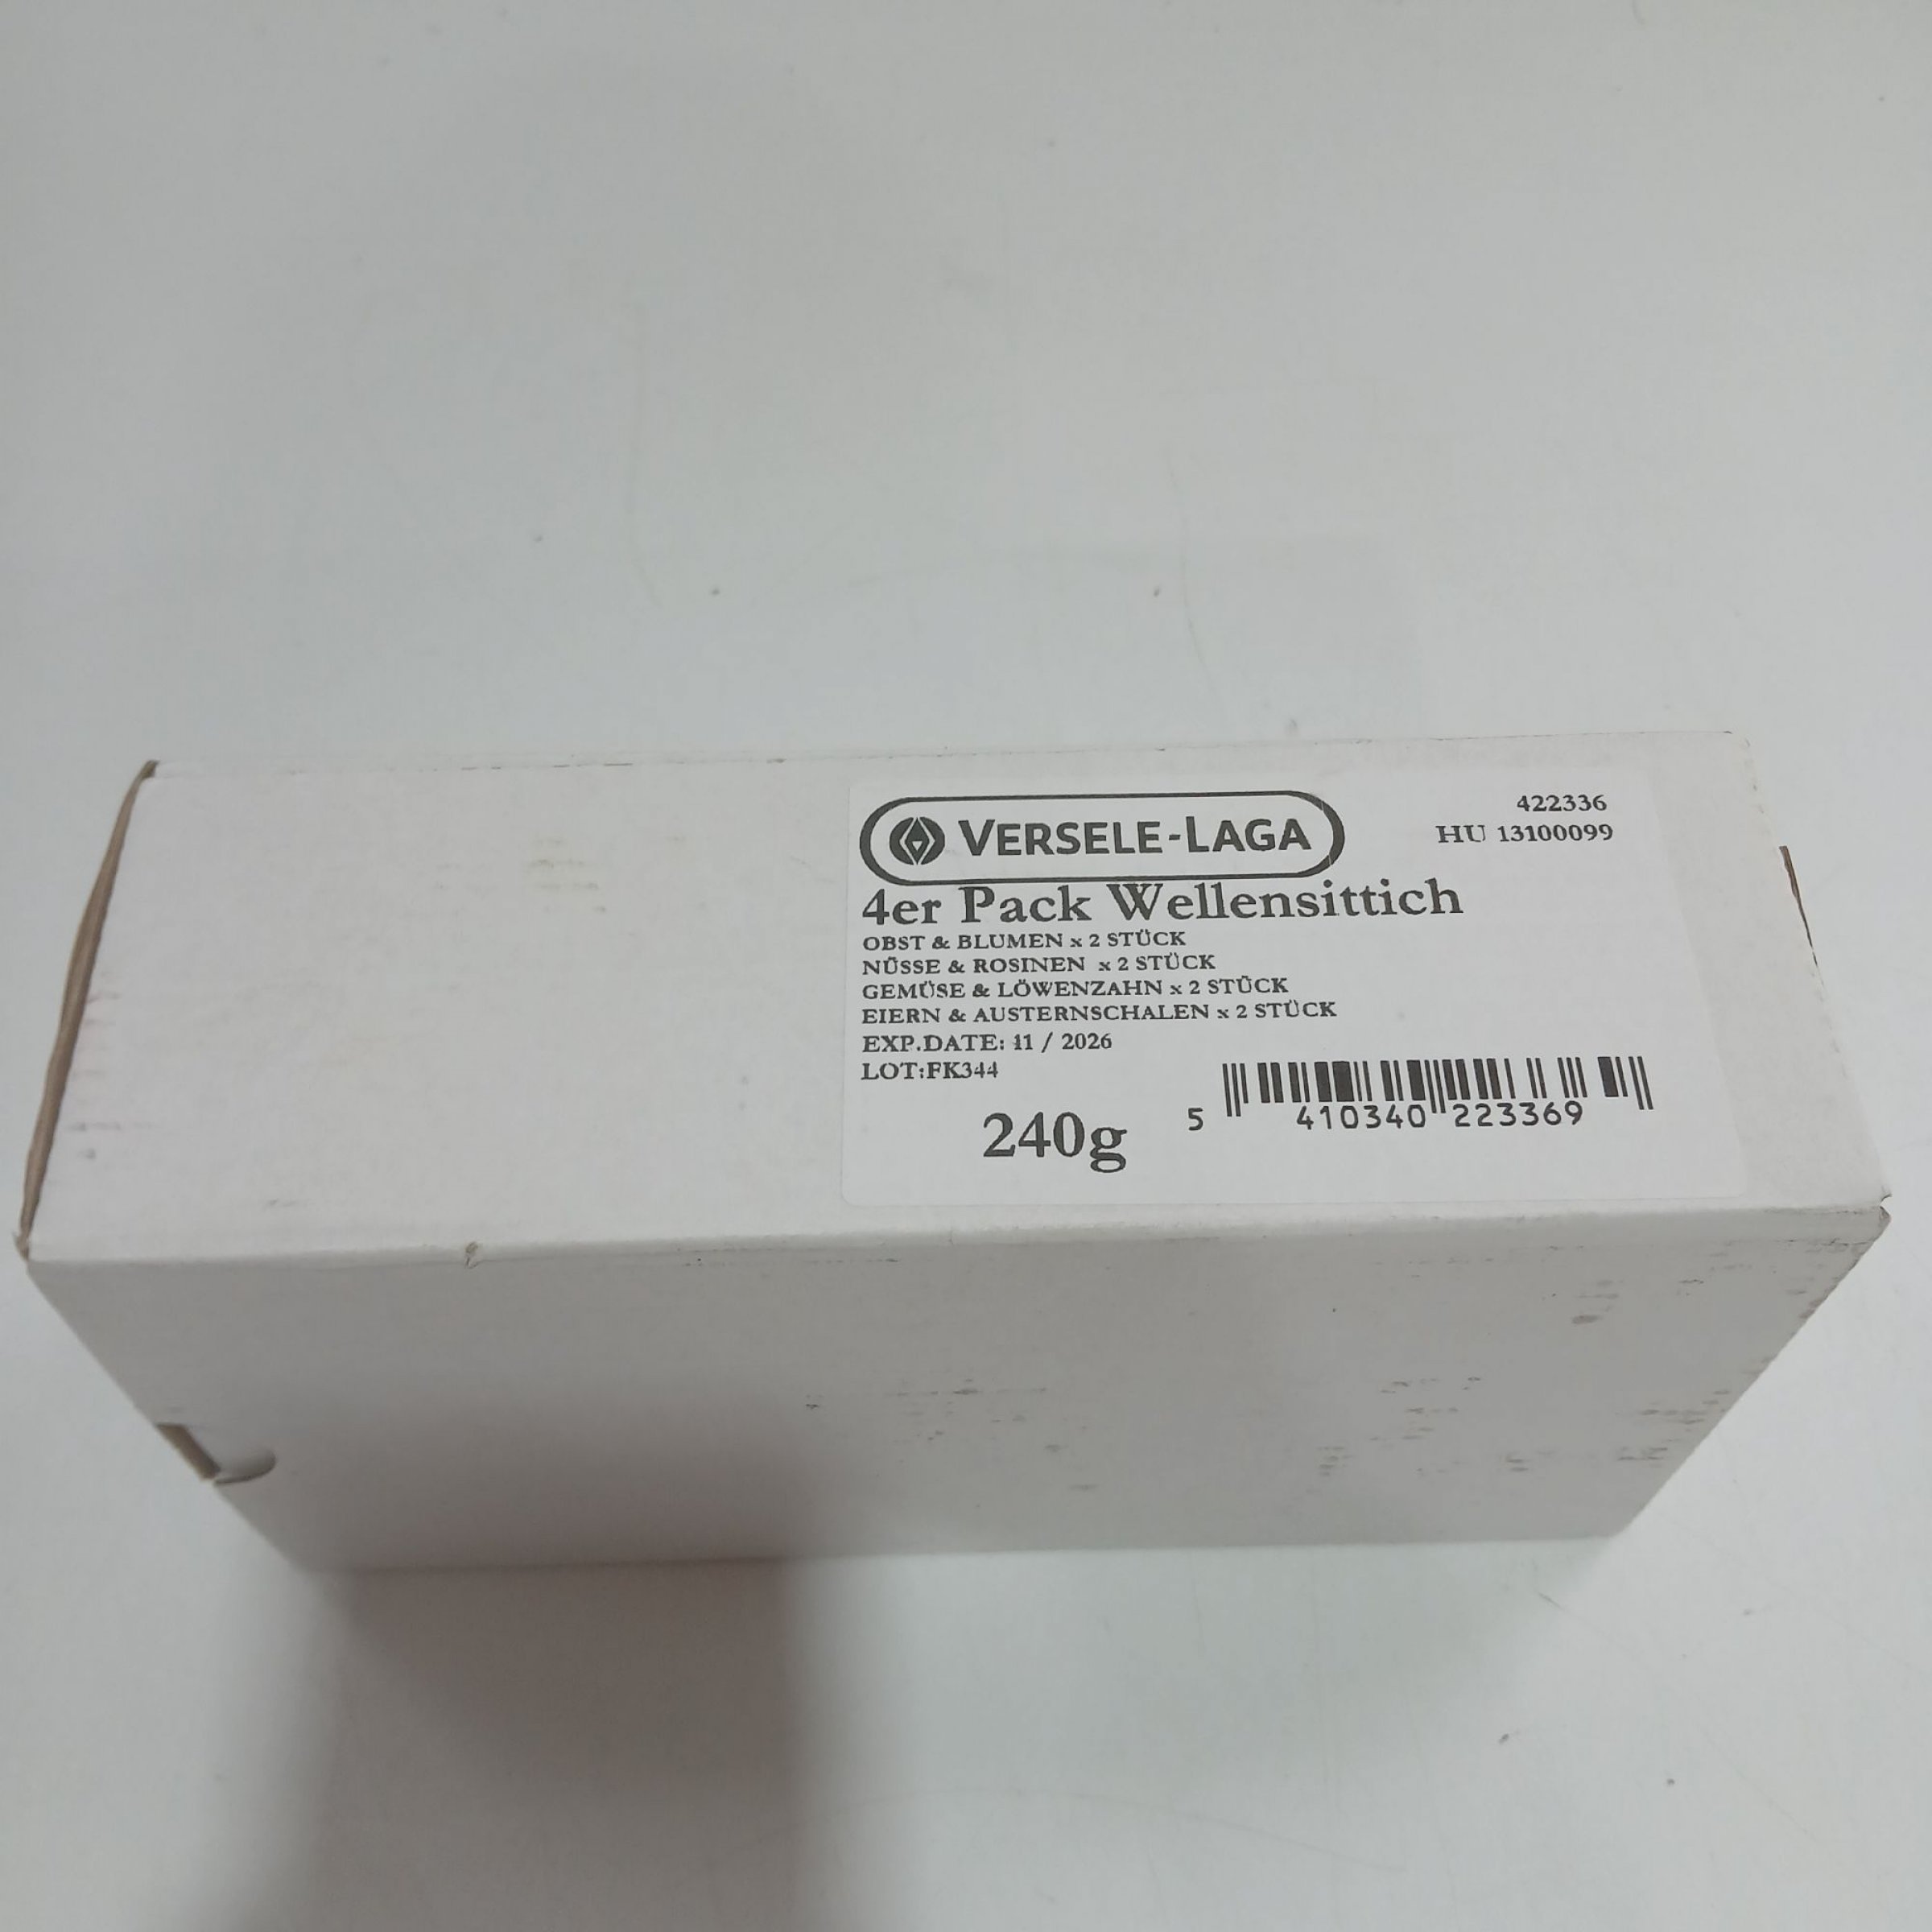 VERSELE-LAGA
422336
HU 13100099
4er Pack Wellensittich
OBST & BLUMEN x 2 STÜCK
NÜSSE & ROSINEN x 2 STÜCK
GEMÜSE & LÖWENZAHN x 2 STÜCK
EIERN & AUSTERNSCHALEN x 2 STÜCK
EXP.DATE: 11 / 2026
LOT:FK344
240g
5 410340 223369